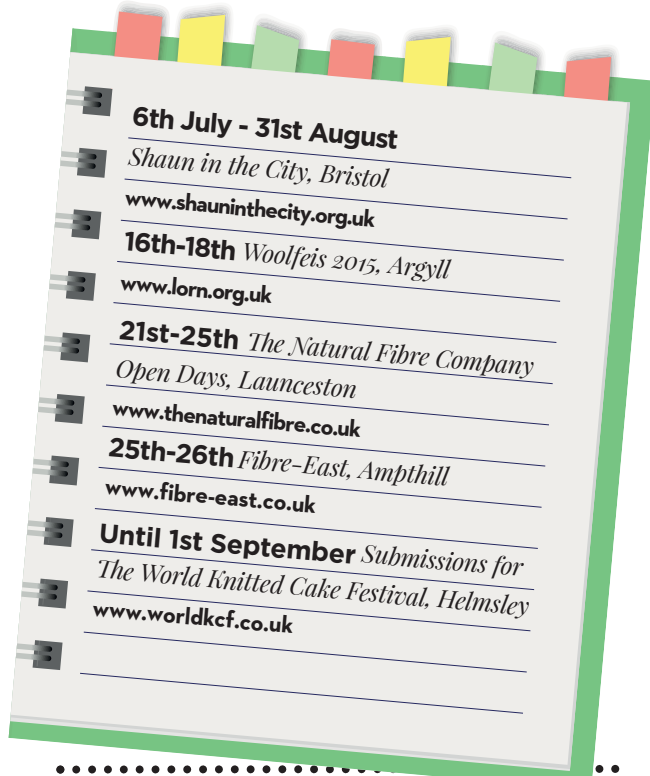 6th July - 31st August
Shaun in the City, Bristol
www.shauninthecity.org.uk
16th-18th Woolfeis 2015, Argyll
www.lorn.org.uk
21st-25th The Natural Fibre Company
Open Days, Launceston
www.thenaturalfibre.co.uk
25th-26th Fibre-East, Ampthill
www.fibre-east.co.uk
Until 1st September Submissions for
The World Knitted Cake Festival, Helmsley
www.worldkcf.co.uk